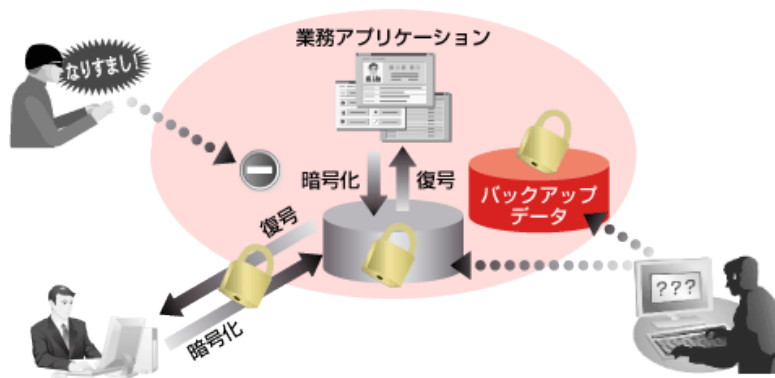 業務アプリケーション
なりすまし!
暗号化
復号
バックアップ
データ
復号
暗号化
???